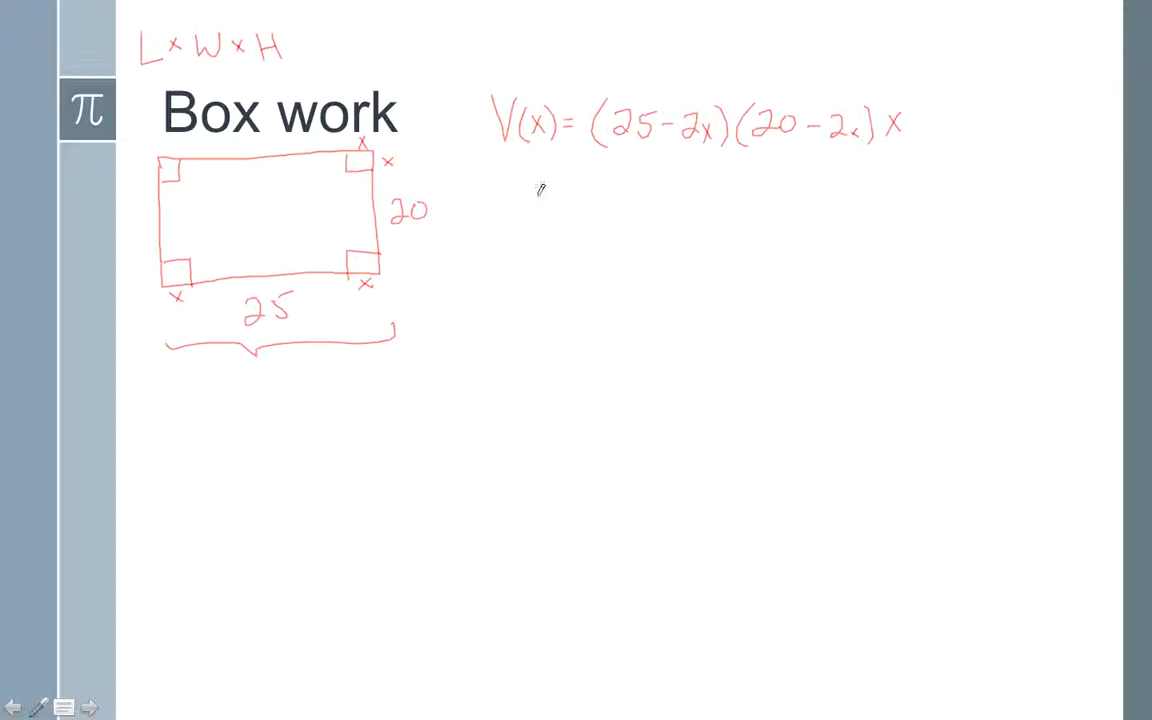 L x W x H
π
Box work
V(x) = (25 - 2x)(20 - 2x) x
x
x
20
x
x
25